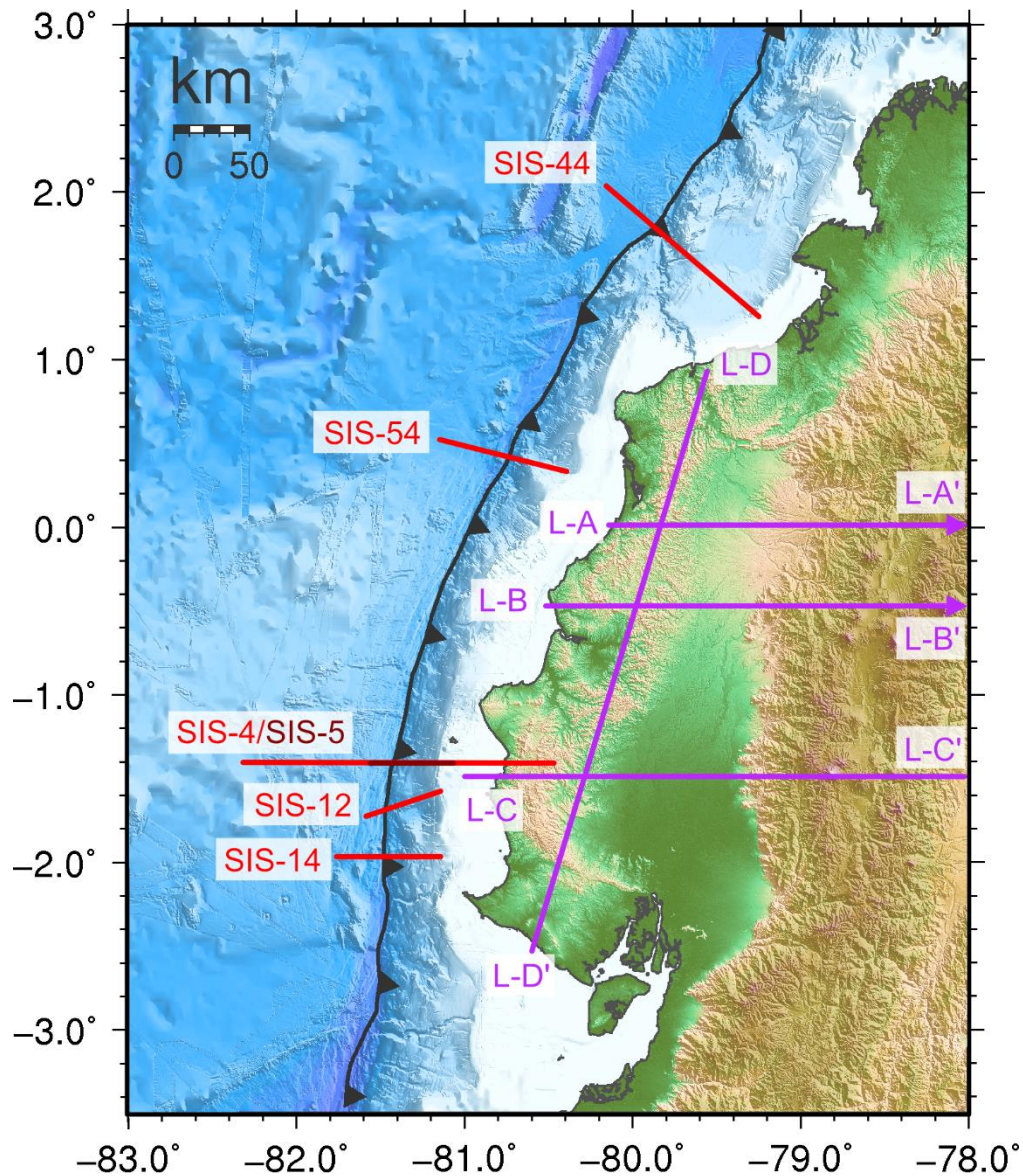 3.0°
km
0 50
SIS-44
2.0°
1.0°
L-D
SIS-54
L-A'
0.0°
L-A
L-B
L-B'
−1.0°
SIS-4/SIS-5
L-C'
SIS-12
L-C
−2.0°
SIS-14
L-D'
−3.0°
−83.0° −82.0° −81.0° −80.0° −79.0° −78.0°